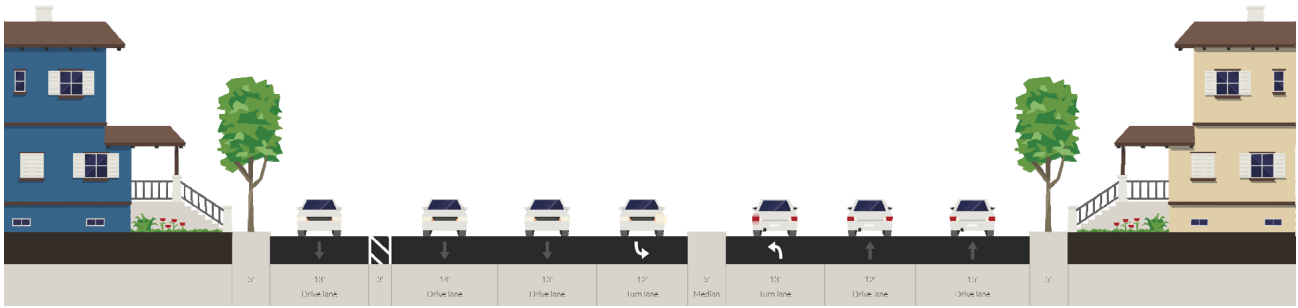 5'
13'
Drive lane
3'
14'
Drive lane
13'
Drive lane
12'
Turn lane
5'
Median
13'
Turn lane
12'
Drive lane
15'
Drive lane
5'